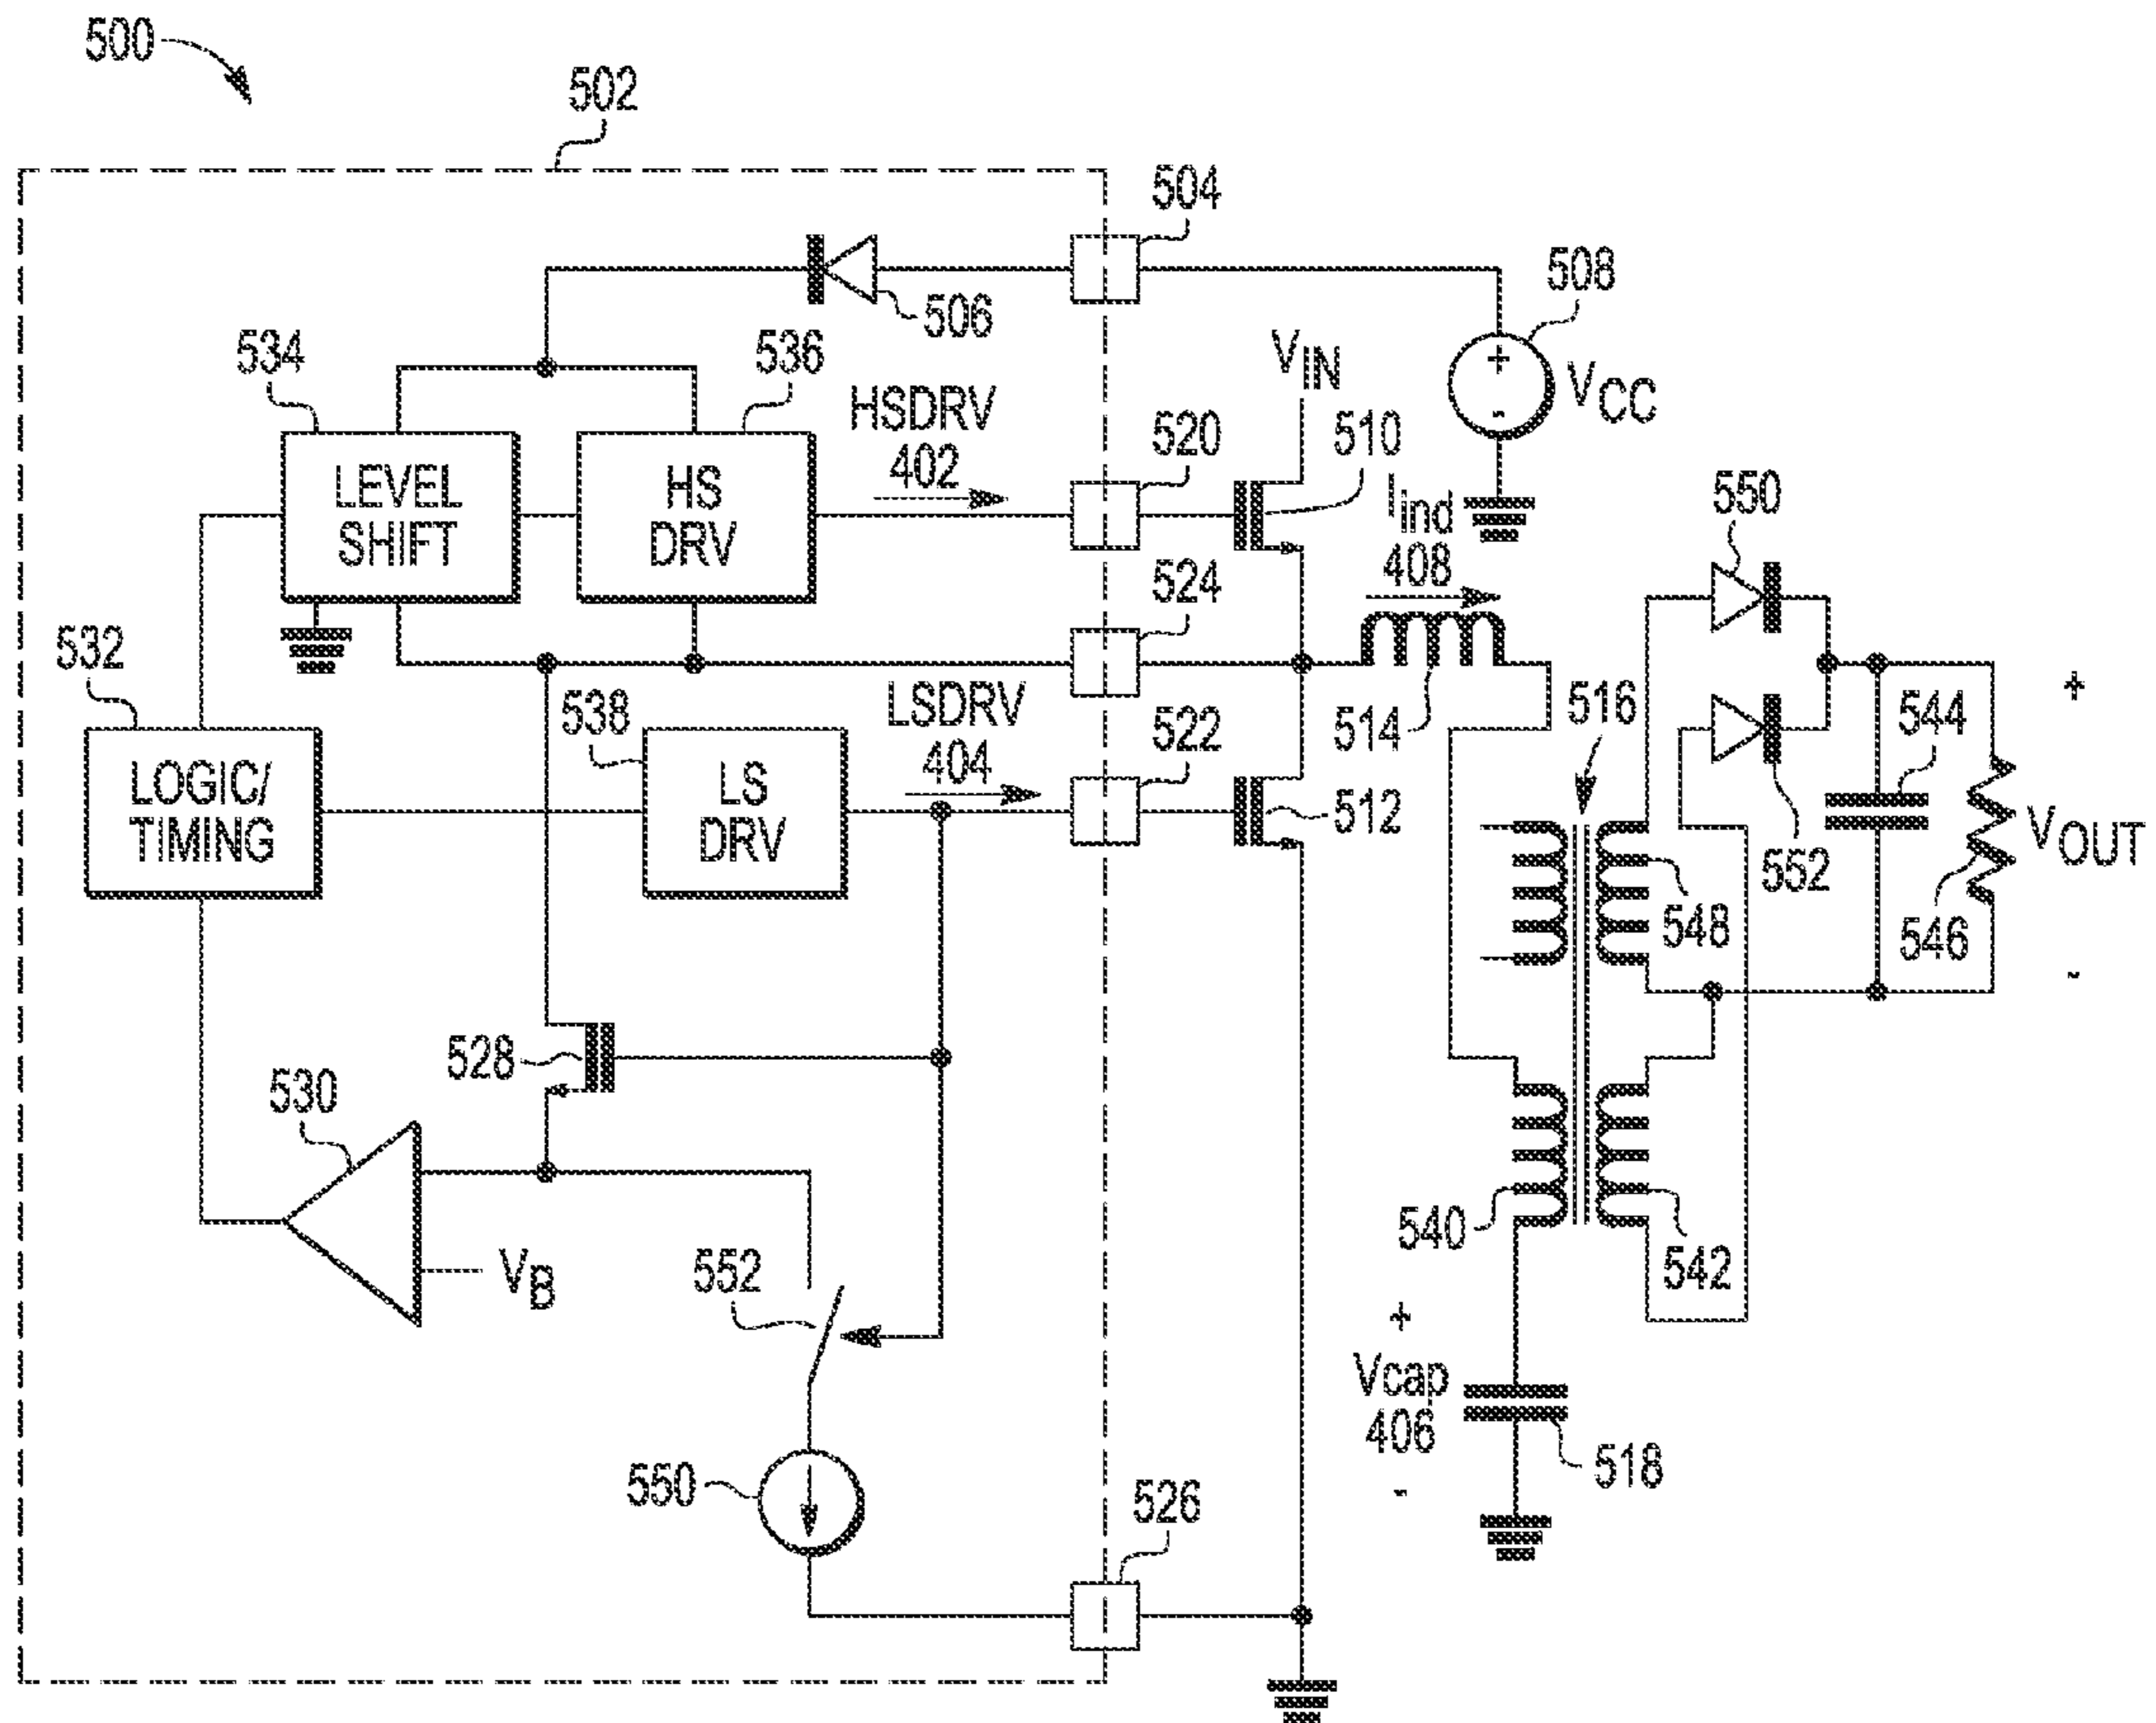 500
502
504
506
508
+
-
VCC
534
536
HSDRV
402
VIN
520
510
LEVEL
SHIFT
HS
DRV
Iind
408
550
524
532
538
LSDRV
404
522
514
516
544
+
LOGIC/
TIMING
LS
DRV
512
552
VOUT
548
546
-
528
530
540
542
VB
552
+
Vcap
406
-
518
550
526